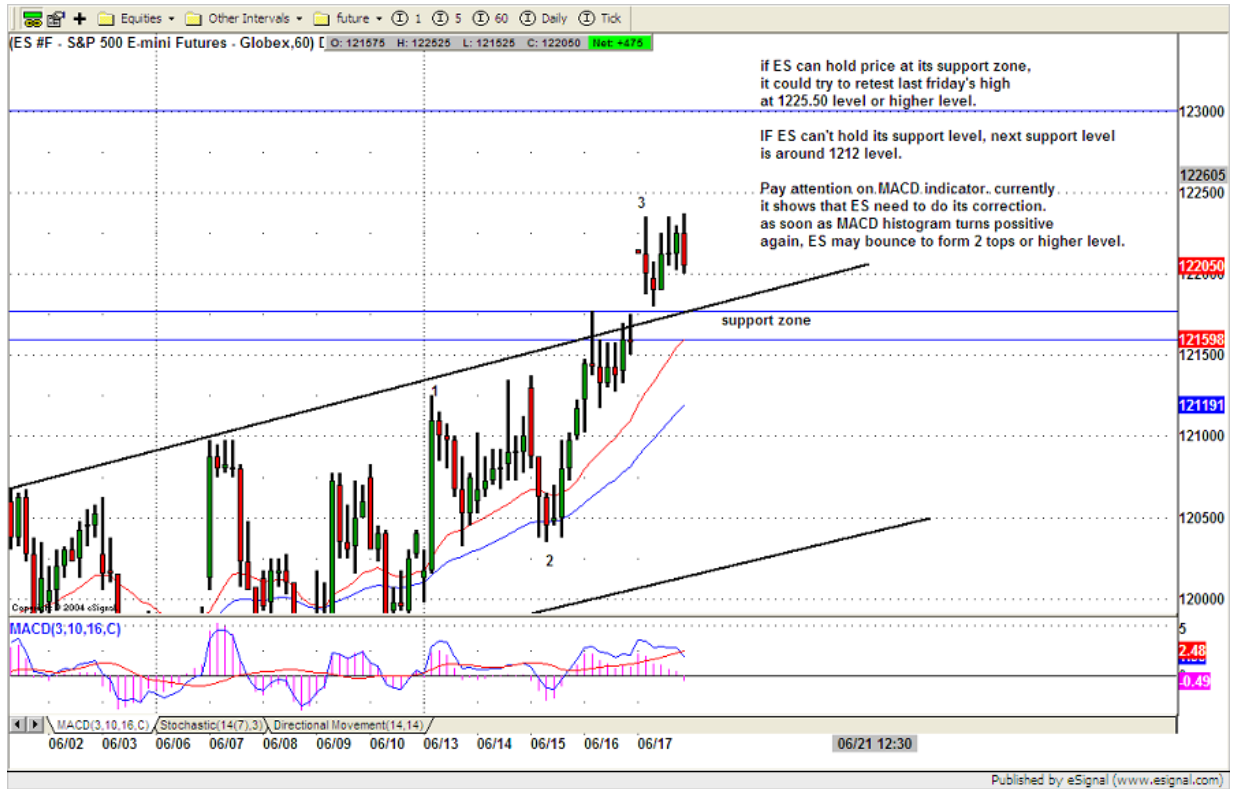 Equities Other Intervals future 1 5 60 Daily Tick
(ES #F - S&P 500 E-mini Futures - Globex,60) [ O: 121575 H: 122525 L: 121525 C: 122050 Net: +475
if ES can hold price at its support zone,
it could try to retest last friday's high
at 1225.50 level or higher level.
123000
IF ES can't hold its support level, next support level
is around 1212 level.
122605
Pay attention on MACD indicator. currently
122500
it shows that ES need to do its correction.
3
as soon as MACD histogram turns possitive
again, ES may bounce to form 2 tops or higher level.
122050
122000
support zone
121598
121500
1
121191
121000
120500
2
120000
Copyright © 2004 eSignal
MACD(3,10,16,C)
5
2.48
-0.49
MACD(3,10,16,C) Stochastic(14(7),3) Directional Movement(14,14)
06/02 06/03 06/06 06/07 06/08 06/09 06/10 06/13 06/14 06/15 06/16 06/17 06/21 12:30
Published by eSignal (www.esignal.com)